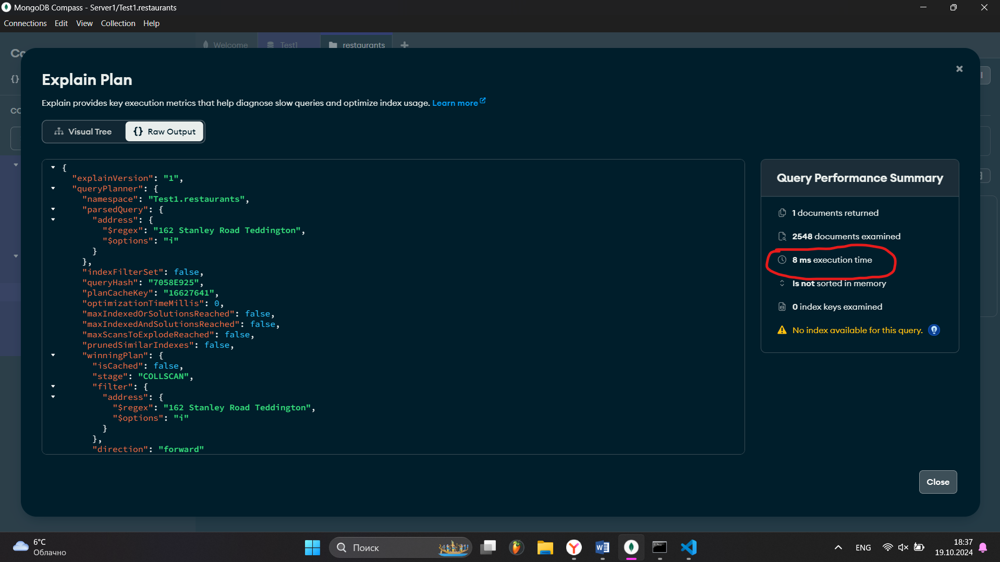 MongoDB Compass - Server1/Test1.restaurants
Connections Edit View Collection Help
Welcome Test1 restaurants
Explain Plan
Explain provides key execution metrics that help diagnose slow queries and optimize index usage. Learn more
Visual Tree {} Raw Output
{
"explainVersion": "1",
"queryPlanner": {
"namespace": "Test1.restaurants",
"parsedQuery": {
"address": {
"$regex": "162 Stanley Road Teddington",
"$options": "i"
}
},
"indexFilterSet": false,
"queryHash": "7058E925",
"planCacheKey": "16627641",
"optimizationTimeMillis": 0,
"maxIndexedOrSolutionsReached": false,
"maxIndexedAndSolutionsReached": false,
"maxScansToExplodeReached": false,
"prunedSimilarIndexes": false,
"winningPlan": {
"isCached": false,
"stage": "COLLSCAN",
"filter": {
"address": {
"$regex": "162 Stanley Road Teddington",
"$options": "i"
}
},
"direction": "forward"
Query Performance Summary
1 documents returned
2548 documents examined
8 ms execution time
Is not sorted in memory
0 index keys examined
No index available for this query.
Close
6°C
Облачно
Поиск
ENG
18:37
19.10.2024